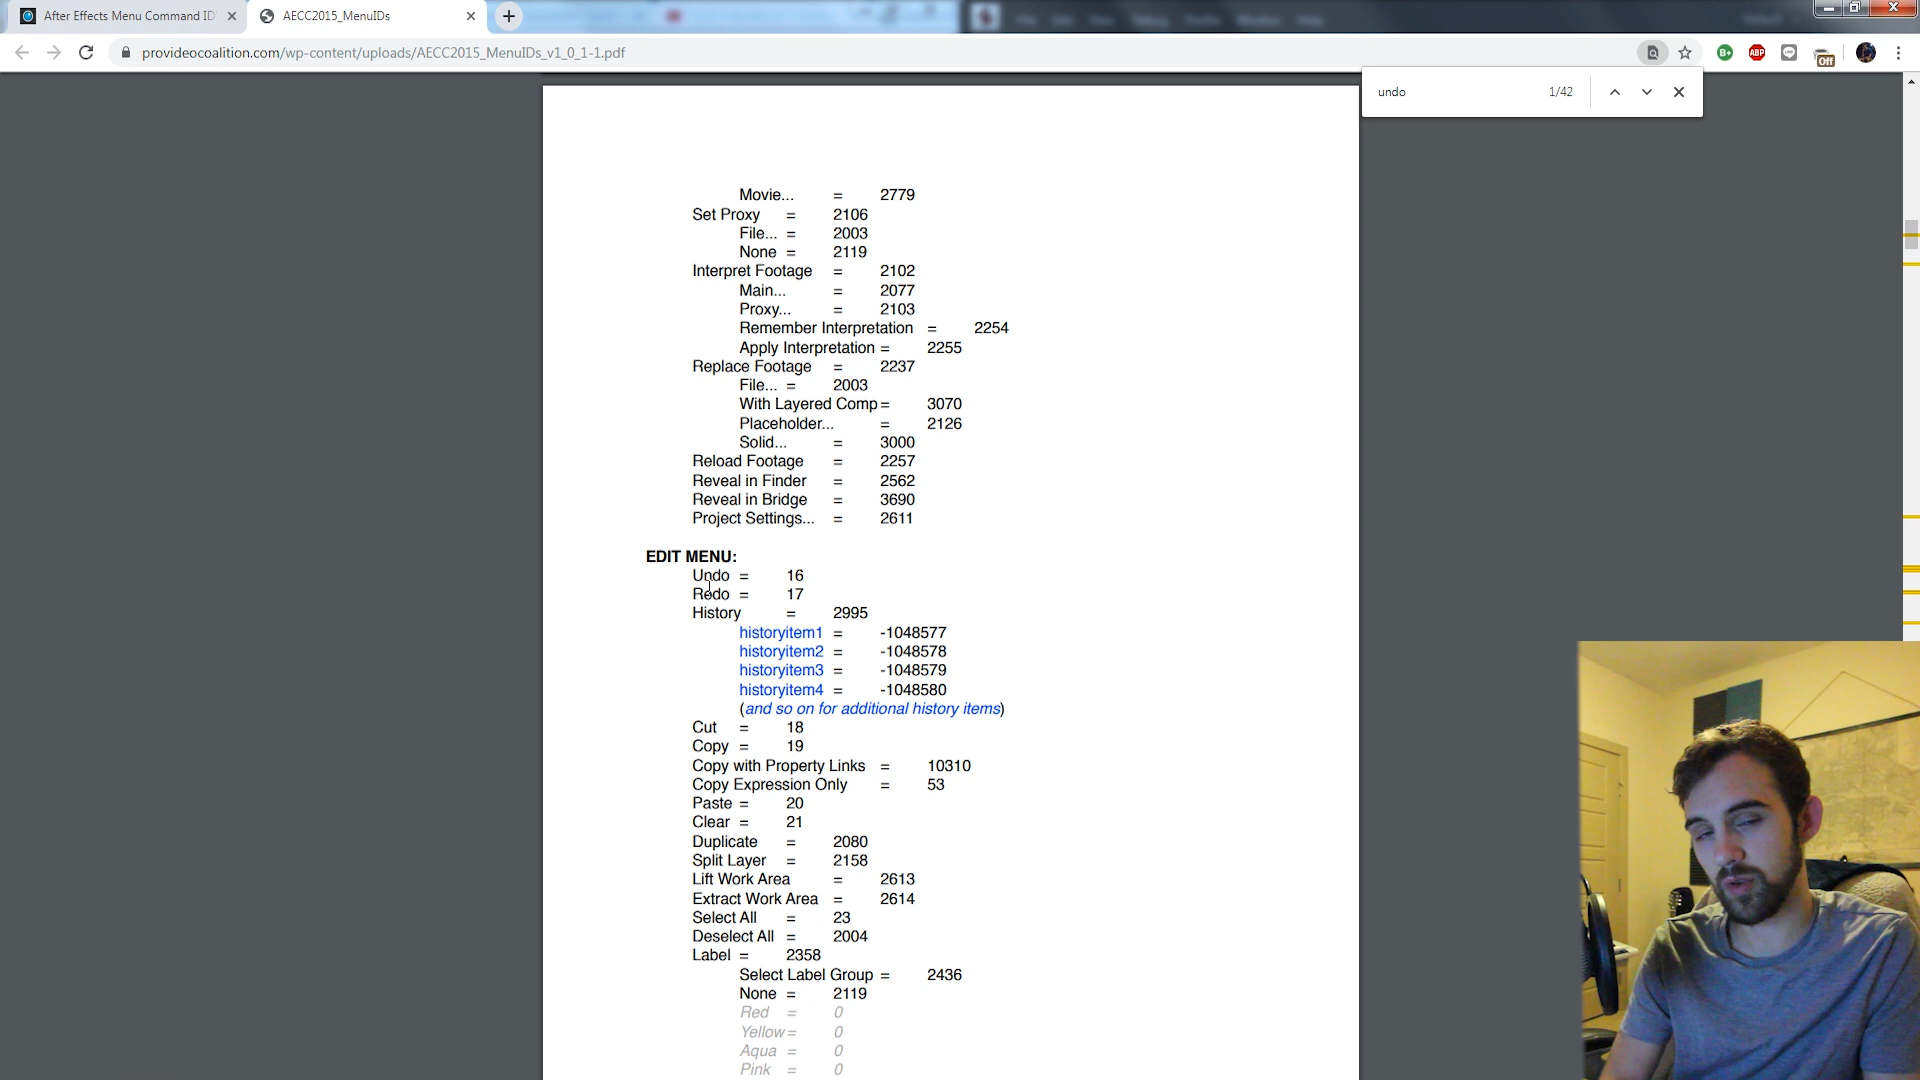 After Effects Menu Command ID
AECC2015_MenuIDs
provideocoalition.com/wp-content/uploads/AECC2015_MenuIDs_v1_0_1-1.pdf
ABP
Off
undo 1/42
Movie... = 2779
Set Proxy = 2106
File... = 2003
None = 2119
Interpret Footage = 2102
Main... = 2077
Proxy... = 2103
Remember Interpretation = 2254
Apply Interpretation = 2255
Replace Footage = 2237
File... = 2003
With Layered Comp = 3070
Placeholder... = 2126
Solid... = 3000
Reload Footage = 2257
Reveal in Finder = 2562
Reveal in Bridge = 3690
Project Settings... = 2611
EDIT MENU:
Undo = 16
Redo = 17
History = 2995
historyitem1 = -1048577
historyitem2 = -1048578
historyitem3 = -1048579
historyitem4 = -1048580
(and so on for additional history items)
Cut = 18
Copy = 19
Copy with Property Links = 10310
Copy Expression Only = 53
Paste = 20
Clear = 21
Duplicate = 2080
Split Layer = 2158
Lift Work Area = 2613
Extract Work Area = 2614
Select All = 23
Deselect All = 2004
Label = 2358
Select Label Group = 2436
None = 2119
Red = 0
Yellow = 0
Aqua = 0
Pink = 0